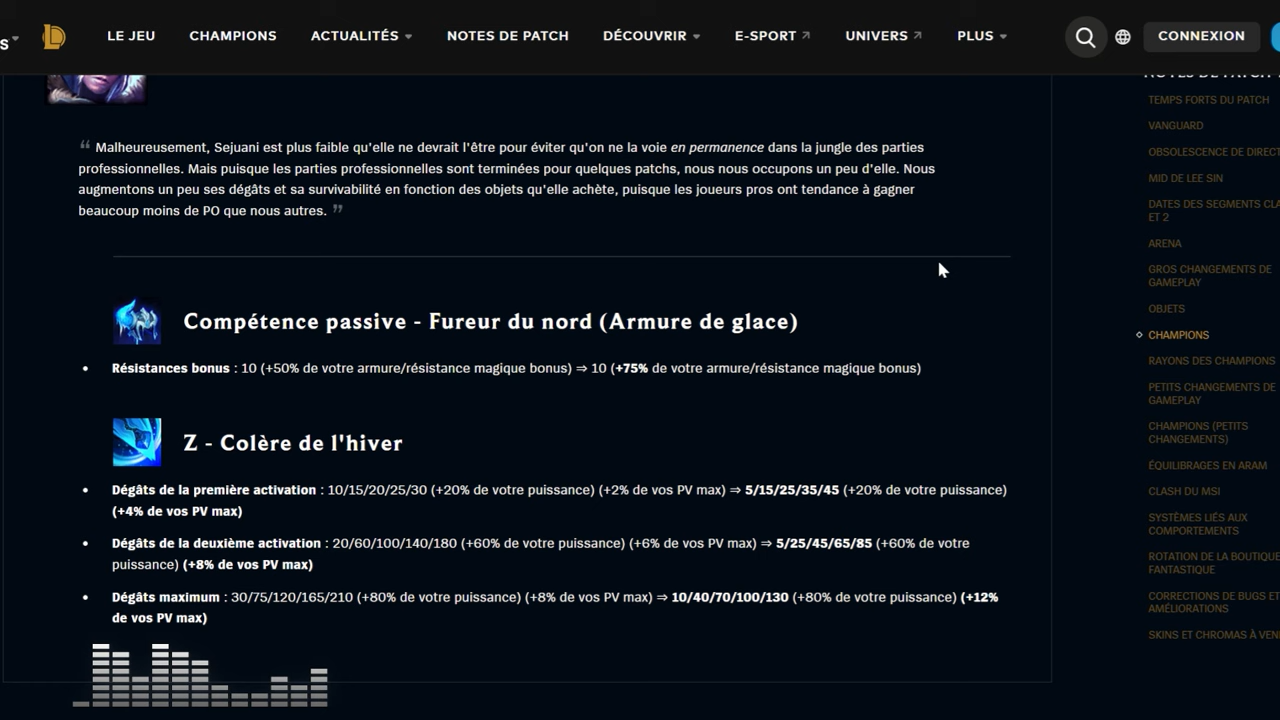 S
LE JEU CHAMPIONS ACTUALITÉS NOTES DE PATCH DÉCOUVRIR E-SPORT UNIVERS PLUS CONNEXION
“ Malheureusement, Sejuani est plus faible qu'elle ne devrait l'être pour éviter qu'on ne la voie en permanence dans la jungle des parties
professionnelles. Mais puisque les parties professionnelles sont terminées pour quelques patchs, nous nous occupons un peu d'elle. Nous
augmentons un peu ses dégâts et sa survivabilité en fonction des objets qu'elle achète, puisque les joueurs pros ont tendance à gagner
beaucoup moins de PO que nous autres. ”
Compétence passive - Fureur du nord (Armure de glace)
• Résistances bonus : 10 (+50% de votre armure/résistance magique bonus) ⇒ 10 (+75% de votre armure/résistance magique bonus)
Z - Colère de l'hiver
• Dégâts de la première activation : 10/15/20/25/30 (+20% de votre puissance) (+2% de vos PV max) ⇒ 5/15/25/35/45 (+20% de votre puissance)
(+4% de vos PV max)
• Dégâts de la deuxième activation : 20/60/100/140/180 (+60% de votre puissance) (+6% de vos PV max) ⇒ 5/25/45/65/85 (+60% de votre
puissance) (+8% de vos PV max)
• Dégâts maximum : 30/75/120/165/210 (+80% de votre puissance) (+8% de vos PV max) ⇒ 10/40/70/100/130 (+80% de votre puissance) (+12%
de vos PV max)
NOTES DE PATCH
TEMPS FORTS DU PATCH
VANGUARD
OBSOLESCENCE DE DIRECT
MID DE LEE SIN
DATES DES SEGMENTS CLA
ET 2
ARENA
GROS CHANGEMENTS DE
GAMEPLAY
OBJETS
CHAMPIONS
RAYONS DES CHAMPIONS
PETITS CHANGEMENTS DE
GAMEPLAY
CHAMPIONS (PETITS
CHANGEMENTS)
ÉQUILIBRAGES EN ARAM
CLASH DU MSI
SYSTÈMES LIÉS AUX
COMPORTEMENTS
ROTATION DE LA BOUTIQUE
FANTASTIQUE
CORRECTIONS DE BUGS ET
AMÉLIORATIONS
SKINS ET CHROMAS À VEN